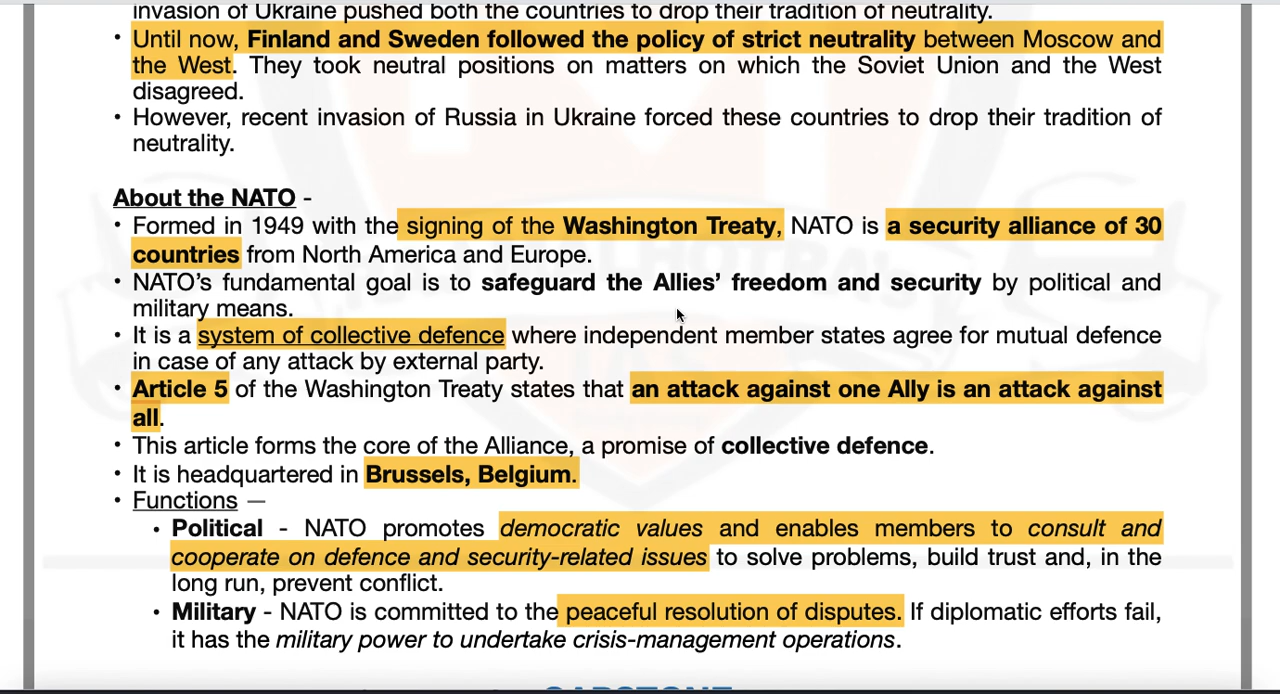 invasion of Ukraine pushed both the countries to drop their tradition of neutrality.
• Until now, Finland and Sweden followed the policy of strict neutrality between Moscow and
the West. They took neutral positions on matters on which the Soviet Union and the West
disagreed.
• However, recent invasion of Russia in Ukraine forced these countries to drop their tradition of
neutrality.
About the NATO -
• Formed in 1949 with the signing of the Washington Treaty, NATO is a security alliance of 30
countries from North America and Europe.
• NATO’s fundamental goal is to safeguard the Allies’ freedom and security by political and
military means.
• It is a system of collective defence where independent member states agree for mutual defence
in case of any attack by external party.
• Article 5 of the Washington Treaty states that an attack against one Ally is an attack against
all.
• This article forms the core of the Alliance, a promise of collective defence.
• It is headquartered in Brussels, Belgium.
• Functions —
• Political - NATO promotes democratic values and enables members to consult and
cooperate on defence and security-related issues to solve problems, build trust and, in the
long run, prevent conflict.
• Military - NATO is committed to the peaceful resolution of disputes. If diplomatic efforts fail,
it has the military power to undertake crisis-management operations.